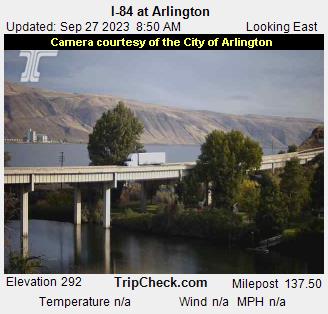 I-84 at Arlington
Updated: Sep 27 2023 8:50 AM Looking East
Camera courtesy of the City of Arlington
Elevation 292 TripCheck.com Milepost 137.50
Temperature n/a Wind n/a MPH n/a